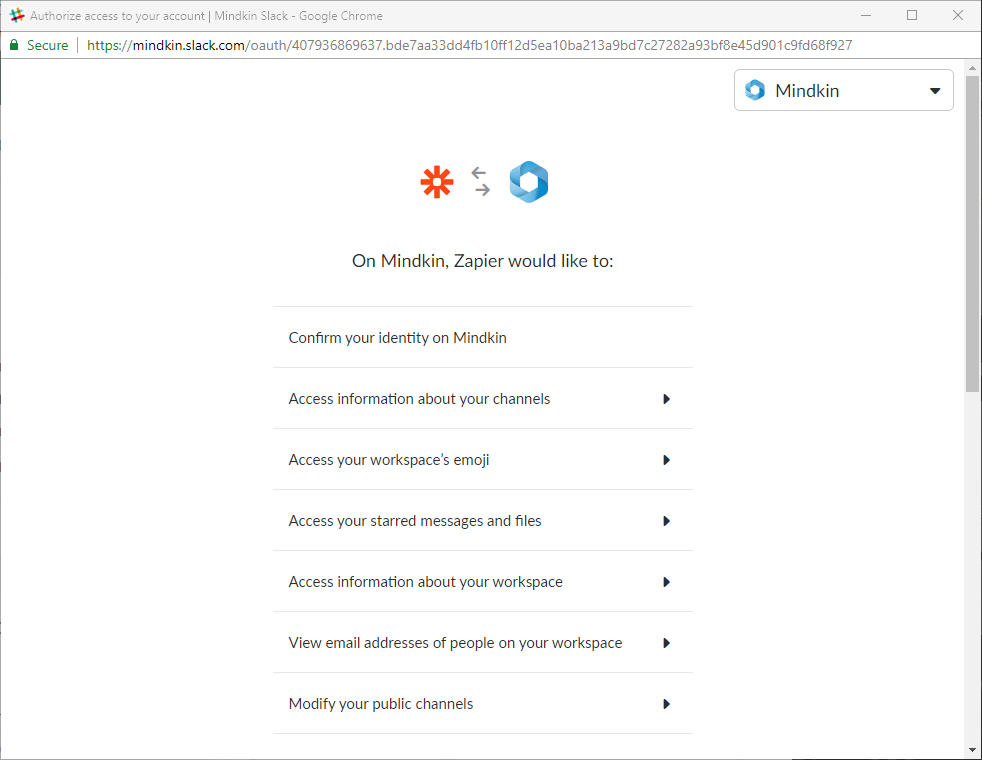 Authorize access to your account | Mindkin Slack - Google Chrome
Secure https://mindkin.slack.com/oauth/407936869637.bde7aa33dd4fb10ff12d5ea10ba213a9bd7c27282a93bf8e45d901c9fd68f927
Mindkin
On Mindkin, Zapier would like to:
Confirm your identity on Mindkin
Access information about your channels
Access your workspace’s emoji
Access your starred messages and files
Access information about your workspace
View email addresses of people on your workspace
Modify your public channels